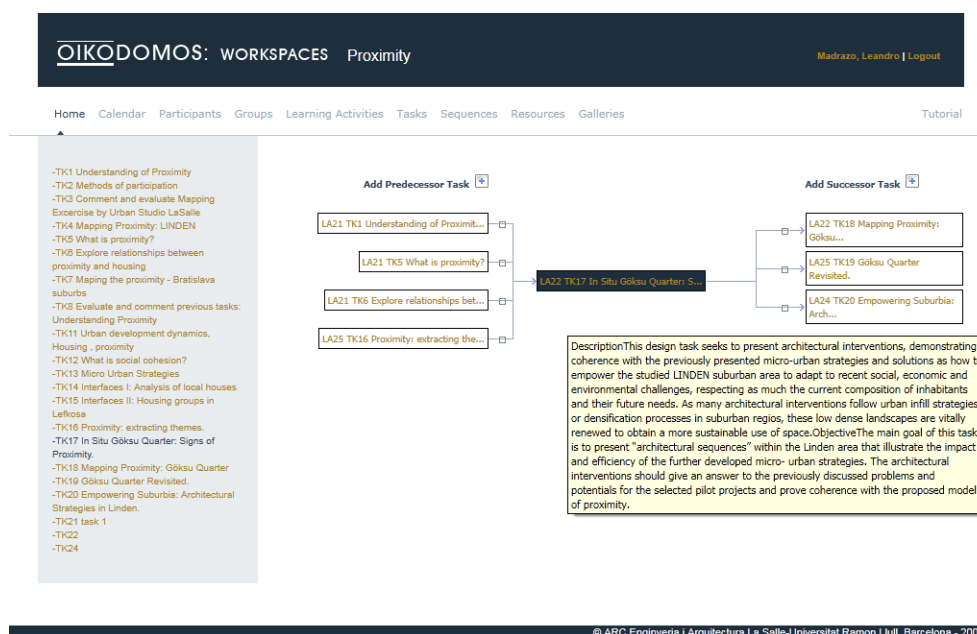 OIKODOMOS: WORKSPACES Proximity
Madrazo, Leandro | Logout
Home Calendar Participants Groups Learning Activities Tasks Sequences Resources Galleries Tutorial
-TK1 Understanding of Proximity
-TK2 Methods of participation
-TK3 Comment and evaluate Mapping
Excercise by Urban Studio LaSalle
-TK4 Mapping Proximity: LINDEN
-TK5 What is proximity?
-TK6 Explore relationships between
proximity and housing
-TK7 Maping the proximity - Bratislava
suburbs
-TK8 Evaluate and comment previous tasks:
Understanding Proximity
-TK11 Urban development dynamics,
Housing , proximity
-TK12 What is social cohesion?
-TK13 Micro Urban Strategies
-TK14 Interfaces I: Analysis of local houses
-TK15 Interfaces II: Housing groups in
Lefkosa
-TK16 Proximity: extracting themes.
-TK17 In Situ Göksu Quarter: Signs of
Proximity.
-TK18 Mapping Proximity: Göksu Quarter
-TK19 Göksu Quarter Revisited.
-TK20 Empowering Suburbia: Architectural
Strategies in Linden.
-TK21 task 1
-TK22
-TK24
Add Predecessor Task
LA21 TK1 Understanding of Proximit...
LA21 TK5 What is proximity?
LA21 TK6 Explore relationships bet...
LA25 TK16 Proximity: extracting the...
LA22 TK17 In Situ Göksu Quarter: S...
Add Successor Task
LA22 TK18 Mapping Proximity:
Göksu...
LA25 TK19 Göksu Quarter
Revisited.
LA24 TK20 Empowering Suburbia:
Arch...
DescriptionThis design task seeks to present architectural interventions, demonstrating
coherence with the previously presented micro-urban strategies and solutions as how t
empower the studied LINDEN suburban area to adapt to recent social, economic and
environmental challenges, respecting as much the current composition of inhabitants
and their future needs. As many architectural interventions follow urban infill strategies
or densification processes in suburban regios, these low dense landscapes are vitally
renewed to obtain a more sustainable use of space.ObjectiveThe main goal of this task
is to present "architectural sequences" within the Linden area that illustrate the impact
and efficiency of the further developed micro- urban strategies. The architectural
interventions should give an answer to the previously discussed problems and
potentials for the selected pilot projects and prove coherence with the proposed model
of proximity.
© ARC Enginyeria i Arquitectura La Salle-Universitat Ramon Llull, Barcelona - 200